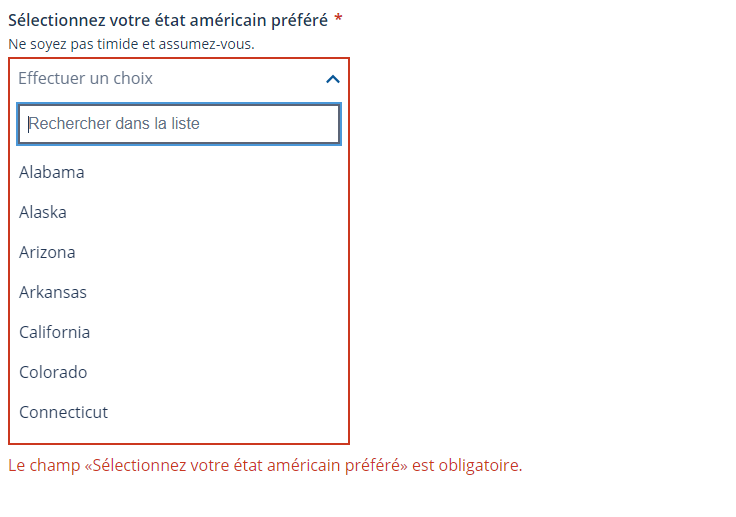 Sélectionnez votre état américain préféré *
Ne soyez pas timide et assumez-vous.
Effectuer un choix
Rechercher dans la liste
Alabama
Alaska
Arizona
Arkansas
California
Colorado
Connecticut
Le champ «Sélectionnez votre état américain préféré» est obligatoire.